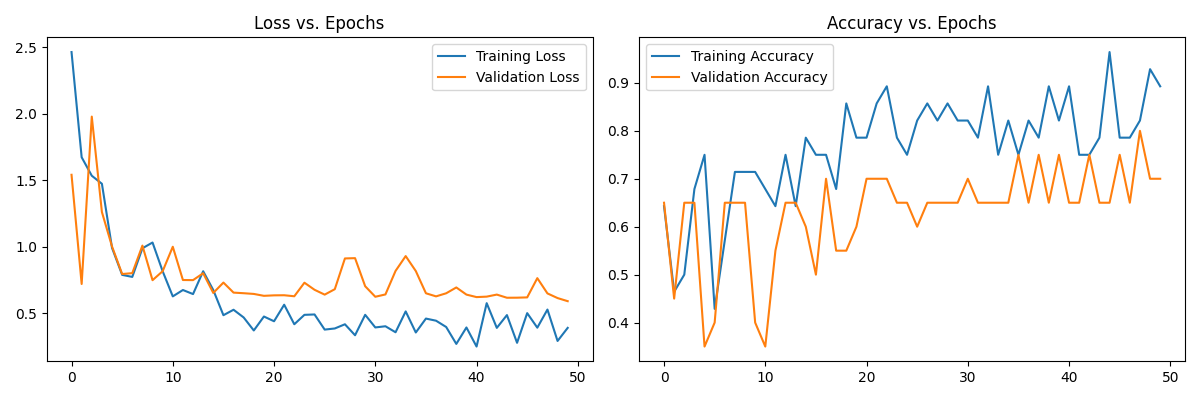 Loss vs. Epochs
2.5
2.0
1.5
1.0
0.5
0 10 20 30 40 50
Training Loss
Validation Loss
Accuracy vs. Epochs
0.9
0.8
0.7
0.6
0.5
0.4
0 10 20 30 40 50
Training Accuracy
Validation Accuracy